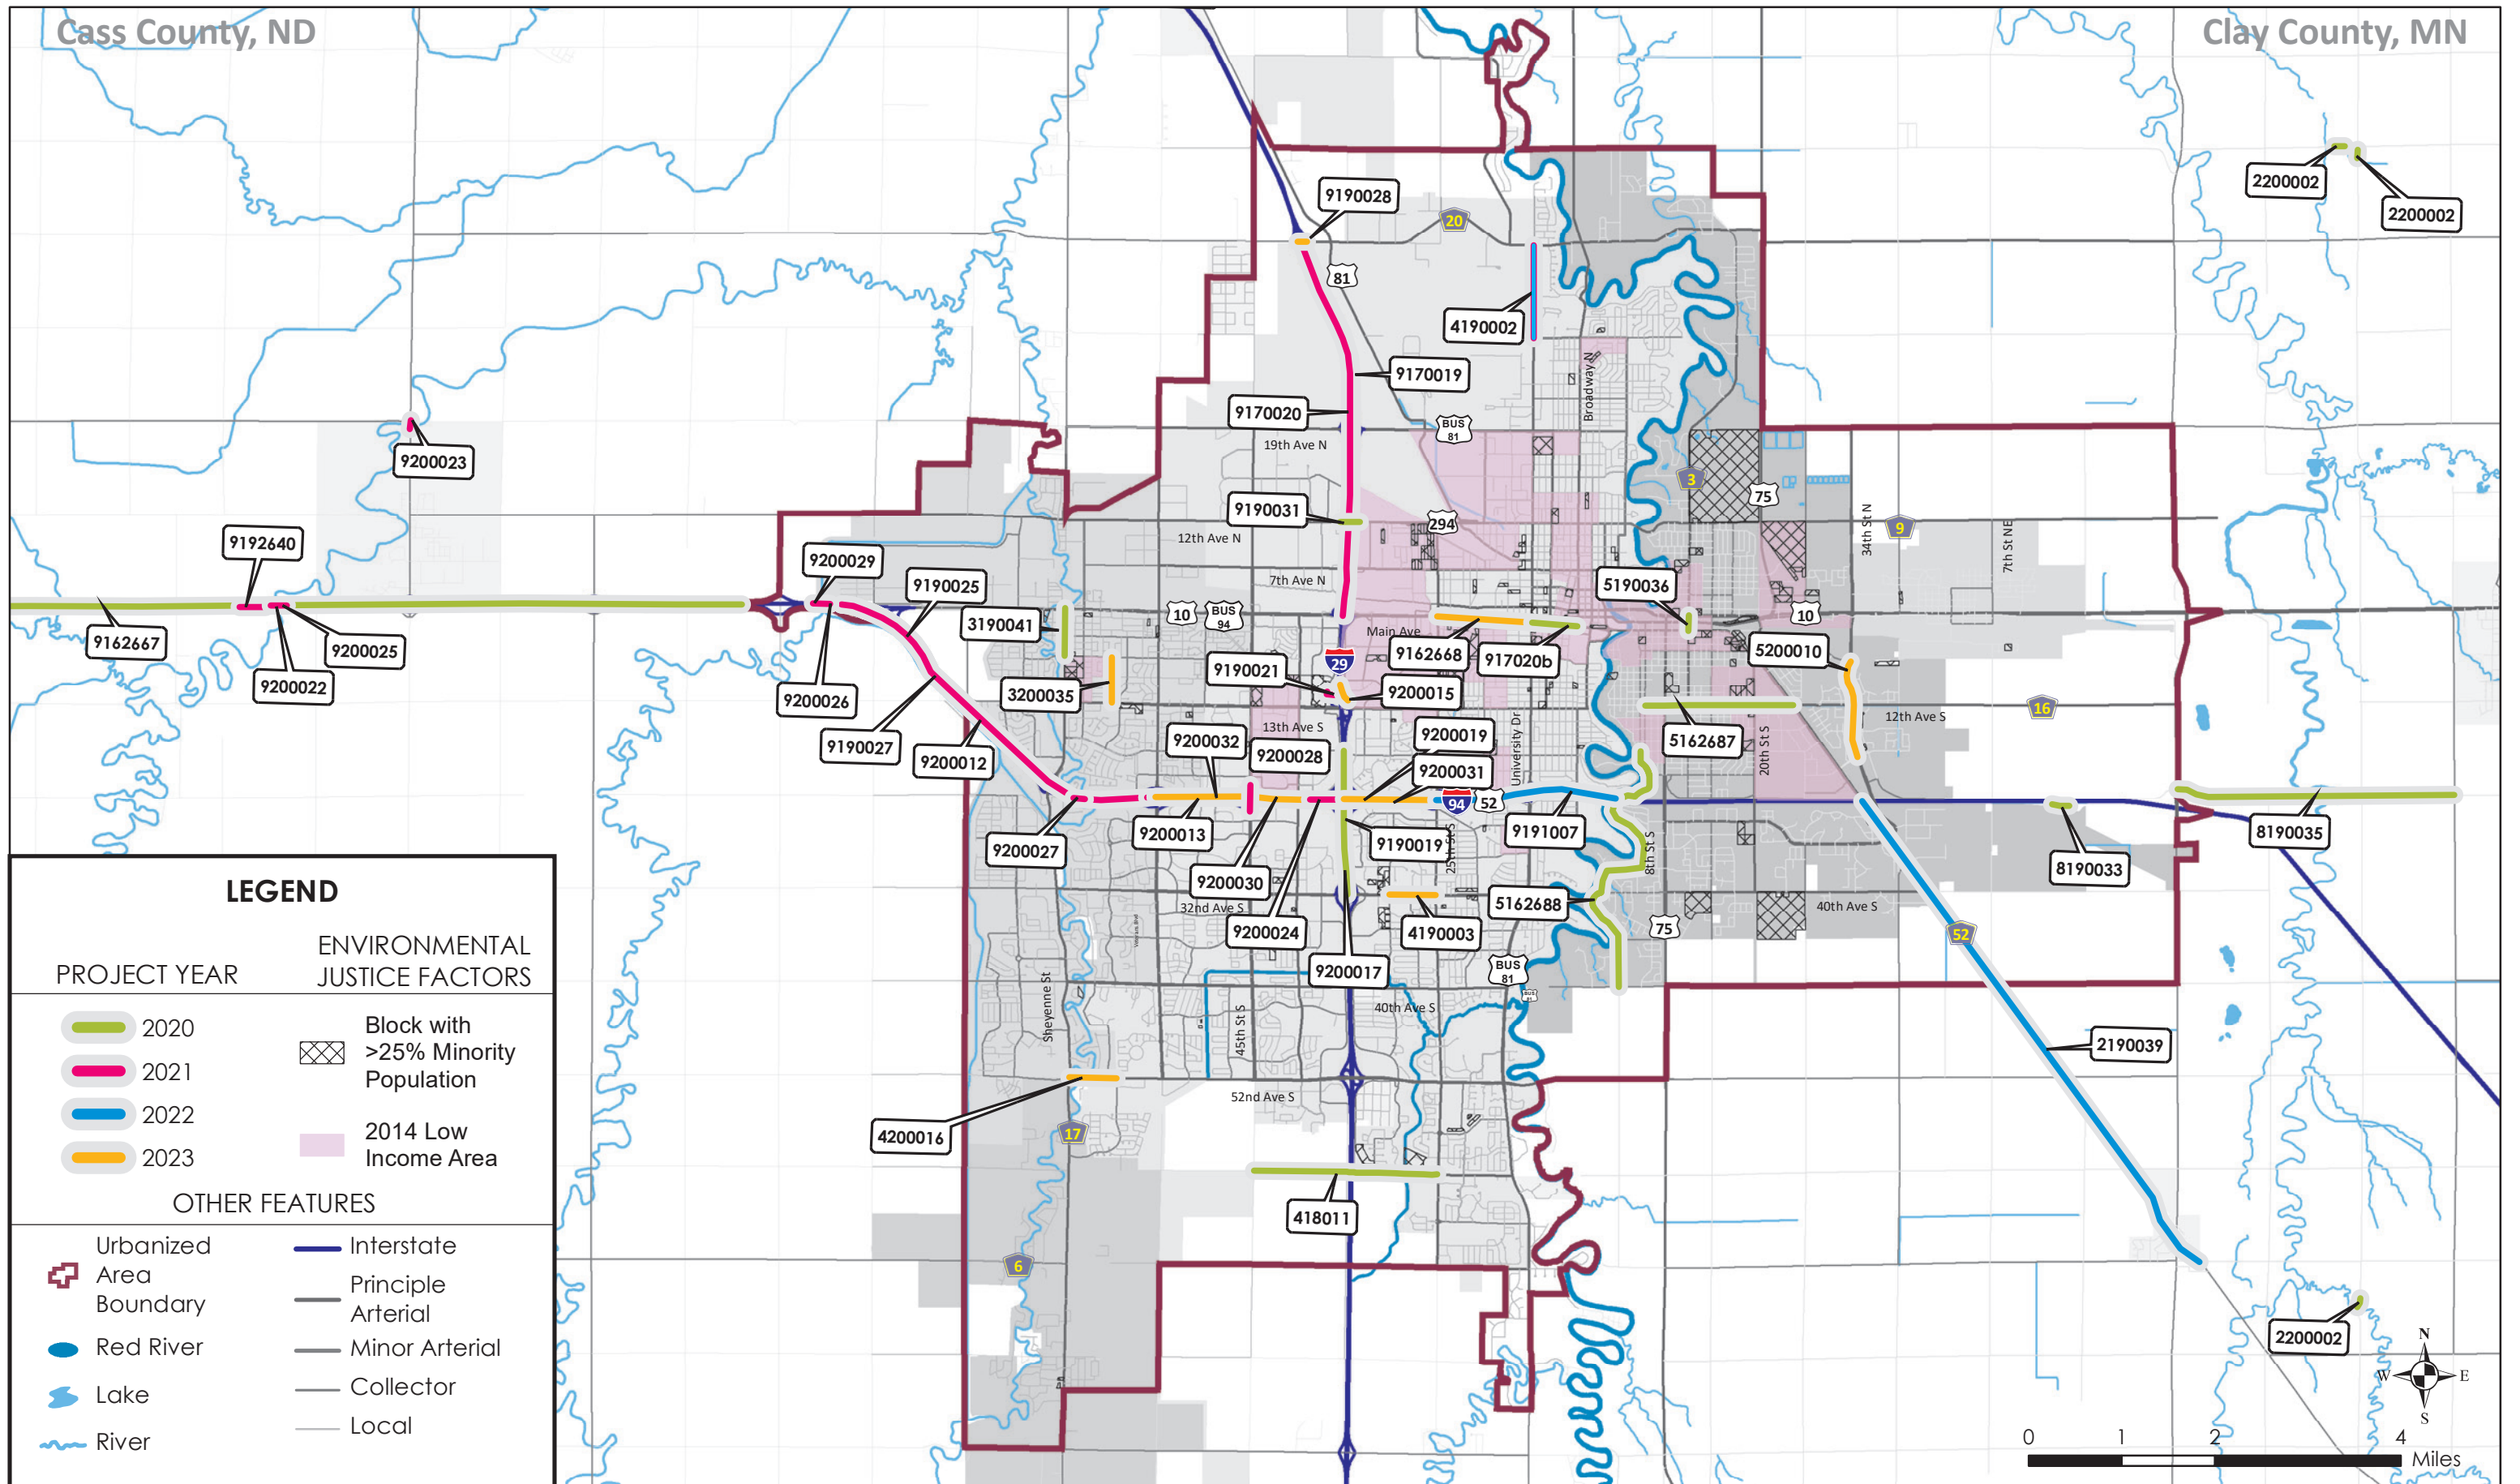 Cass County, ND
Clay County, MN
9190028
20
81
2200002
2200002
4190002
9170019
Broadway N
9170020
BUS 81
19th Ave N
9200023
3
75
9190031
294
12th Ave N
34th St N
9
7th St NE
9192640
9200029
9190025
7th Ave N
5190036
3190041
10
BUS 94
10
Main Ave
9162667
9200025
9200022
9162668
917020b
5200010
29
9190021
9200015
9200026
3200035
13th Ave S
University Dr
12th Ave S
16
9190027
9200012
9200032
9200028
9200019
9200031
5162687
20th St S
94
52
9200027
9200013
9190019
25th St S
9191007
8th St S
8190035
8190033
9200030
32nd Ave S
5162688
40th Ave S
9200024
4190003
75
52
9200017
BUS 81
BUS 81
Sheyenne St
45th St S
40th Ave S
2190039
52nd Ave S
4200016
17
418011
6
2200002
LEGEND
PROJECT YEAR
ENVIRONMENTAL
JUSTICE FACTORS
2020
2021
2022
2023
Block with
>25% Minority
Population
2014 Low
Income Area
OTHER FEATURES
Urbanized
Area
Boundary
Red River
Lake
River
Interstate
Principle
Arterial
Minor Arterial
Collector
Local
N
W
E
S
0 1 2 4
Miles